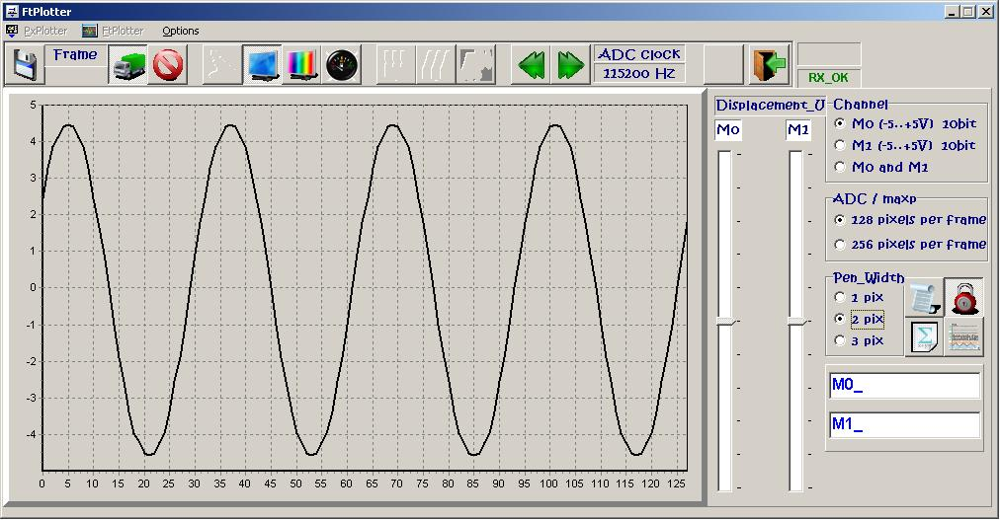 FtPlotter
PxPlotter FtPlotter Options
Frame
ADC clock
115200 Hz
RX_OK
5
4
3
2
1
0
-1
-2
-3
-4
0 5 10 15 20 25 30 35 40 45 50 55 60 65 70 75 80 85 90 95 100 105 110 115 120 125
Displacement_U
M0 M1
Channel
M0 (-5..+5V) 10bit
M1 (-5..+5V) 10bit
M0 and M1
ADC / maxp
128 pixels per frame
256 pixels per frame
Pen_Width
1 pix
2 pix
3 pix
M0_
M1_